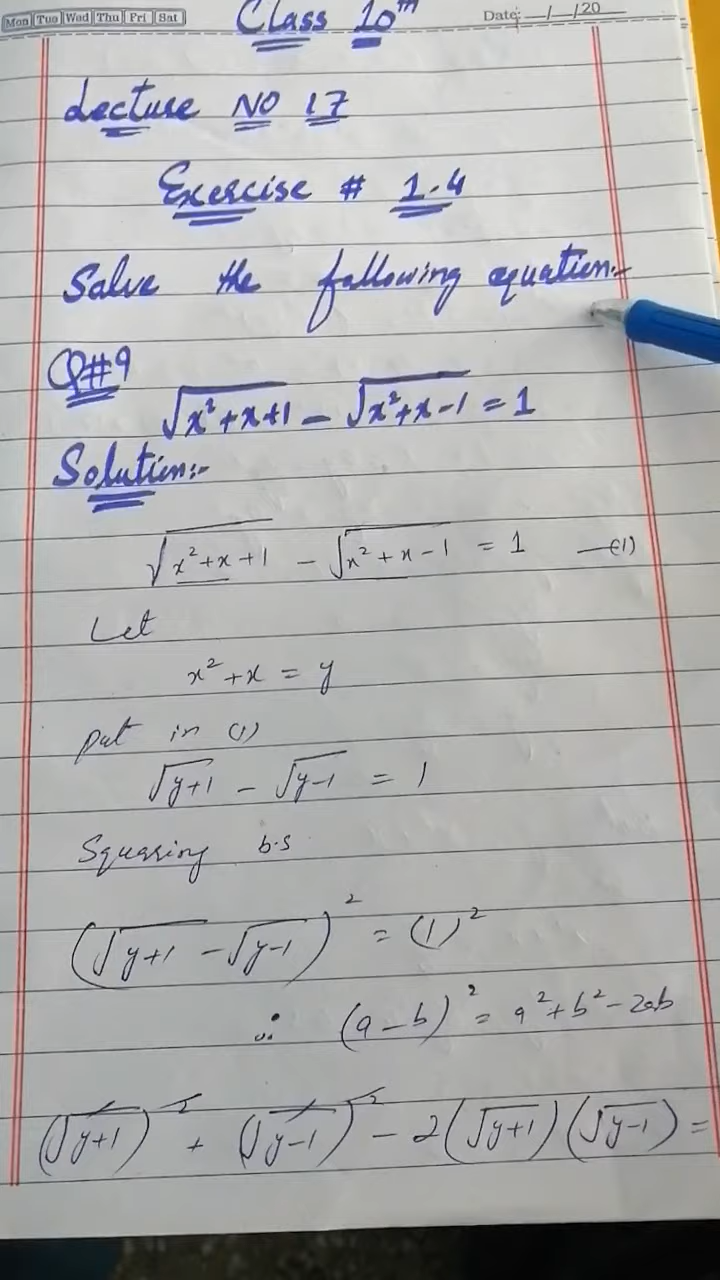 Mon Tue Wed Thu Fri Sat
Date: __/__/20
Class 10th
Lecture NO 17
Exercise # 1.4
Solve the following equation:-
Q#9
√x²+x+1 - √x²+x-1 = 1
Solution:-
√x²+x+1 - √x²+x-1 = 1 —(1)
Let
x²+x = y
put in (1)
√y+1 - √y-1 = 1
Squaring b.s
(√y+1 - √y-1)² = (1)²
∴ (a-b)² = a²+b²-2ab
(√y+1)² + (√y-1)² - 2(√y+1)(√y-1) =